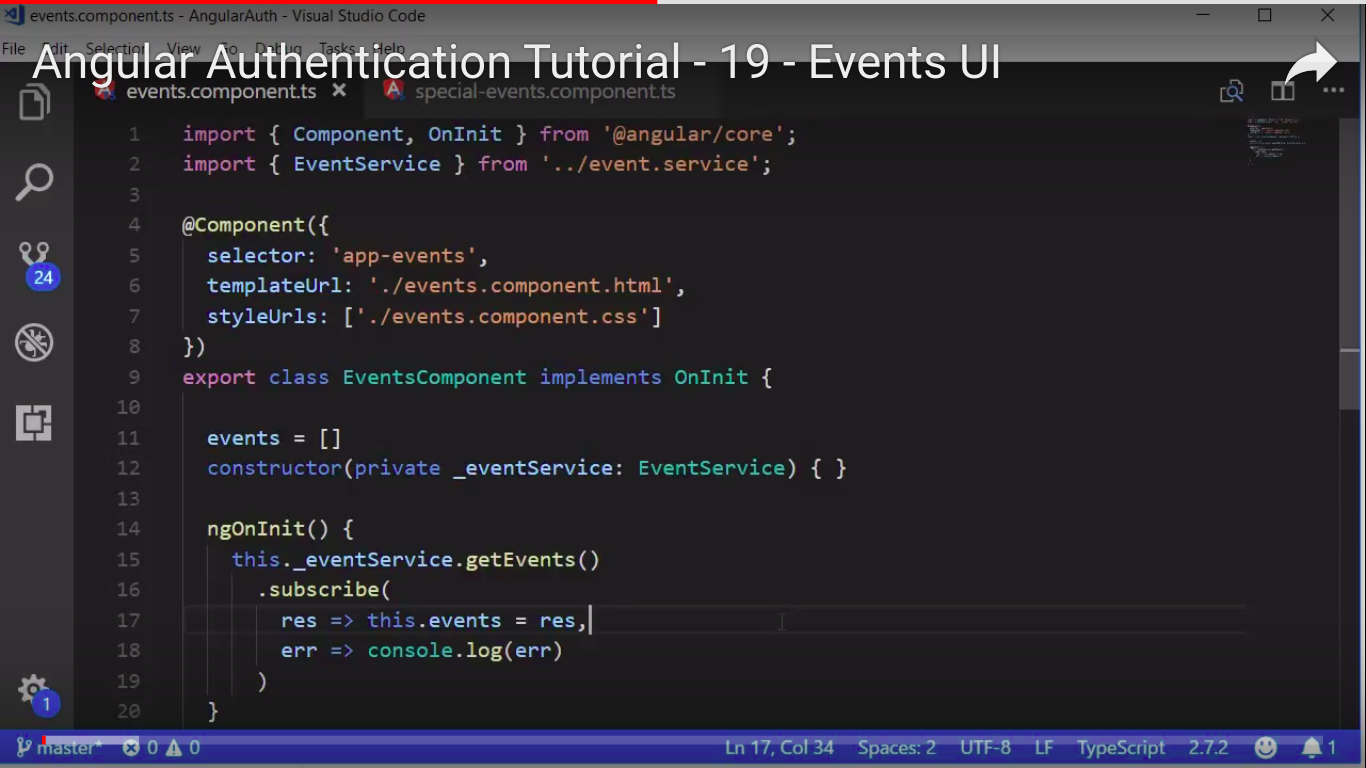 events.component.ts - AngularAuth - Visual Studio Code
File Edit Selection View Go Debug Tasks Help
Angular Authentication Tutorial - 19 - Events UI
events.component.ts special-events.component.ts
1 import { Component, OnInit } from '@angular/core';
2 import { EventService } from '../event.service';
3
4 @Component({
5 selector: 'app-events',
6 templateUrl: './events.component.html',
7 styleUrls: ['./events.component.css']
8 })
9 export class EventsComponent implements OnInit {
10
11 events = []
12 constructor(private _eventService: EventService) { }
13
14 ngOnInit() {
15 this._eventService.getEvents()
16 .subscribe(
17 res => this.events = res,
18 err => console.log(err)
19 )
20 }
24
1
master* 0 0 Ln 17, Col 34 Spaces: 2 UTF-8 LF TypeScript 2.7.2 1